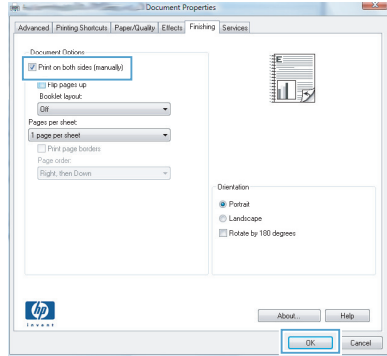 Document Properties
Advanced Printing Shortcuts Paper/Quality Effects Finishing Services
Document Options
Print on both sides (manually)
Flip pages up
Booklet layout:
Off
Pages per sheet:
1 page per sheet
Print page borders
Page order:
Right, then Down
E
Orientation
Portrait
Landscape
Rotate by 180 degrees
hp
invent
About... Help
OK Cancel